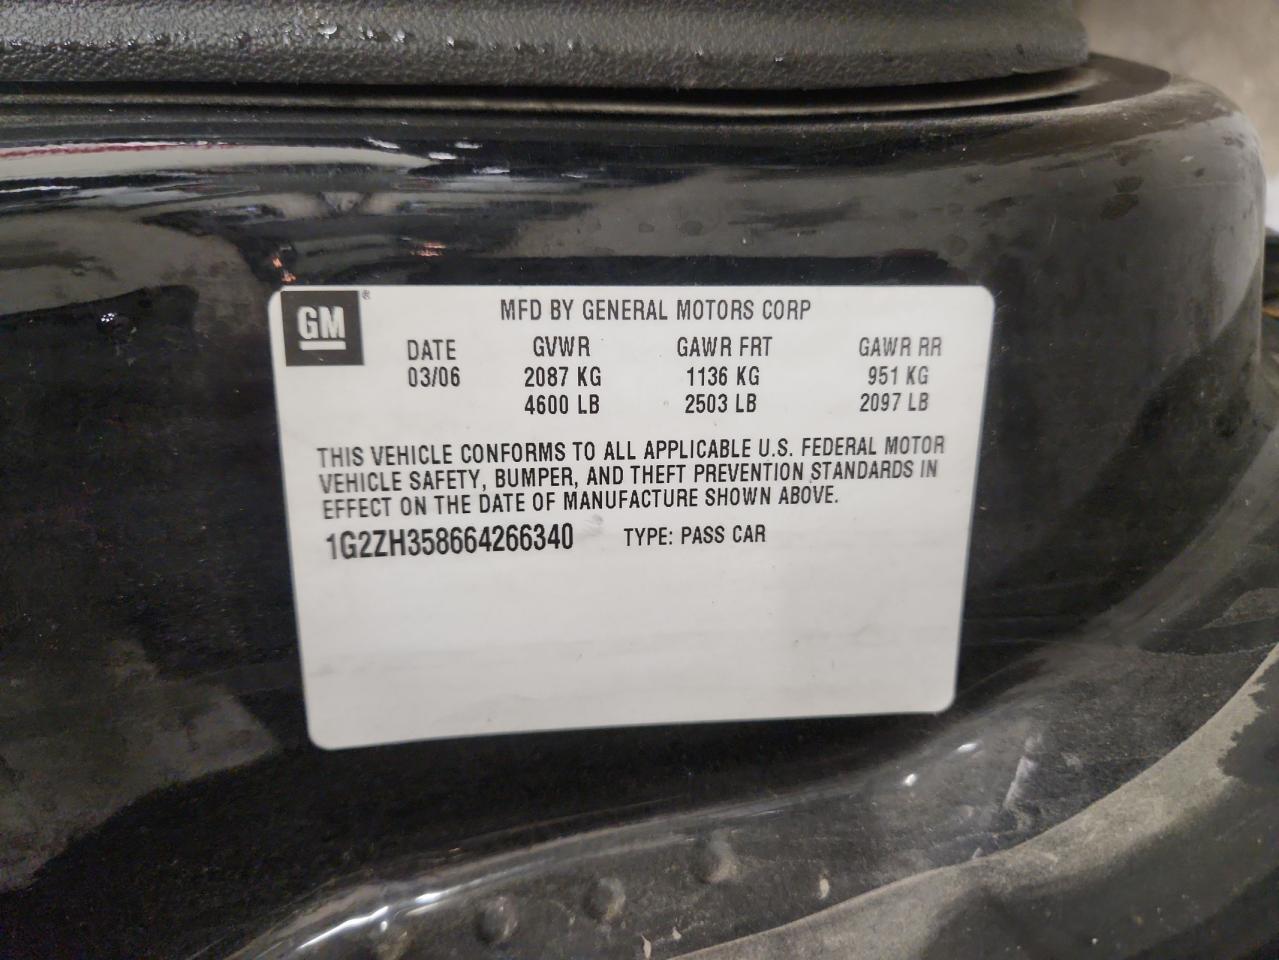 GM®
MFD BY GENERAL MOTORS CORP
DATE GVWR GAWR FRT GAWR RR
03/06 2087 KG 1136 KG 951 KG
4600 LB 2503 LB 2097 LB
THIS VEHICLE CONFORMS TO ALL APPLICABLE U.S. FEDERAL MOTOR
VEHICLE SAFETY, BUMPER, AND THEFT PREVENTION STANDARDS IN
EFFECT ON THE DATE OF MANUFACTURE SHOWN ABOVE.
1G2ZH358664266340 TYPE: PASS CAR